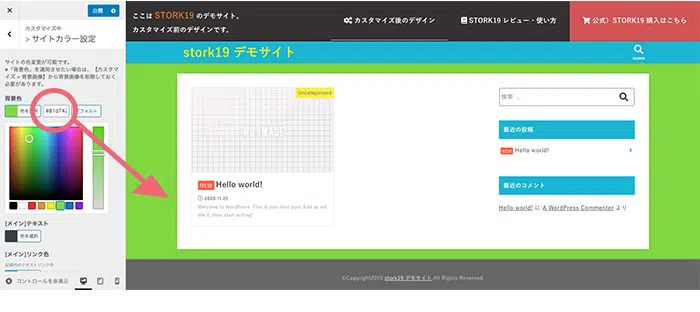 公開
カスタマイズ中
サイトカラー設定
サイトの色変更が可能です。
●「背景色」を適用させたい場合は、【カスタマイズ > 背景画像】から背景画像を削除しておく必要があります。
背景色
色を選択
#81d74
デフォルト
[メイン]テキスト
色を選択
[メイン]リンク色
記事内のテキストリンク色
コントロールを非表示
ここは STORK19 のデモサイト。
カスタマイズ前のデザインです。
カスタマイズ後のデザイン
STORK19 レビュー・使い方
公式）STORK19 購入はこちら
stork19 デモサイト
Uncategorized
NO IMAGE
NEW Hello world!
2020.11.25
Welcome to WordPress. This is your first post. Edit or del
ete it, then start writing!
検索 ...
最近の投稿
NEW Hello world!
最近のコメント
Hello world! に A WordPress Commenter より
©Copyright2020 stork19 デモサイト.All Rights Reserved.